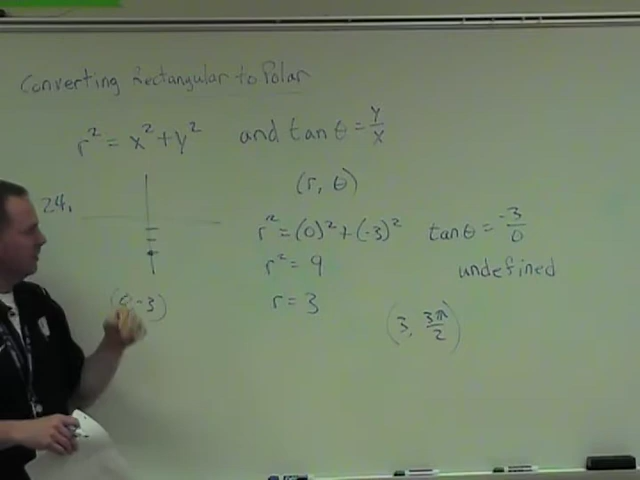 Converting Rectangular to Polar
r² = x² + y² and tan θ = y/x
(r, θ)
24.
r² = (0)² + (-3)² tan θ = -3/0
r² = 9 undefined
(0, -3) r = 3 (3, 3π/2)